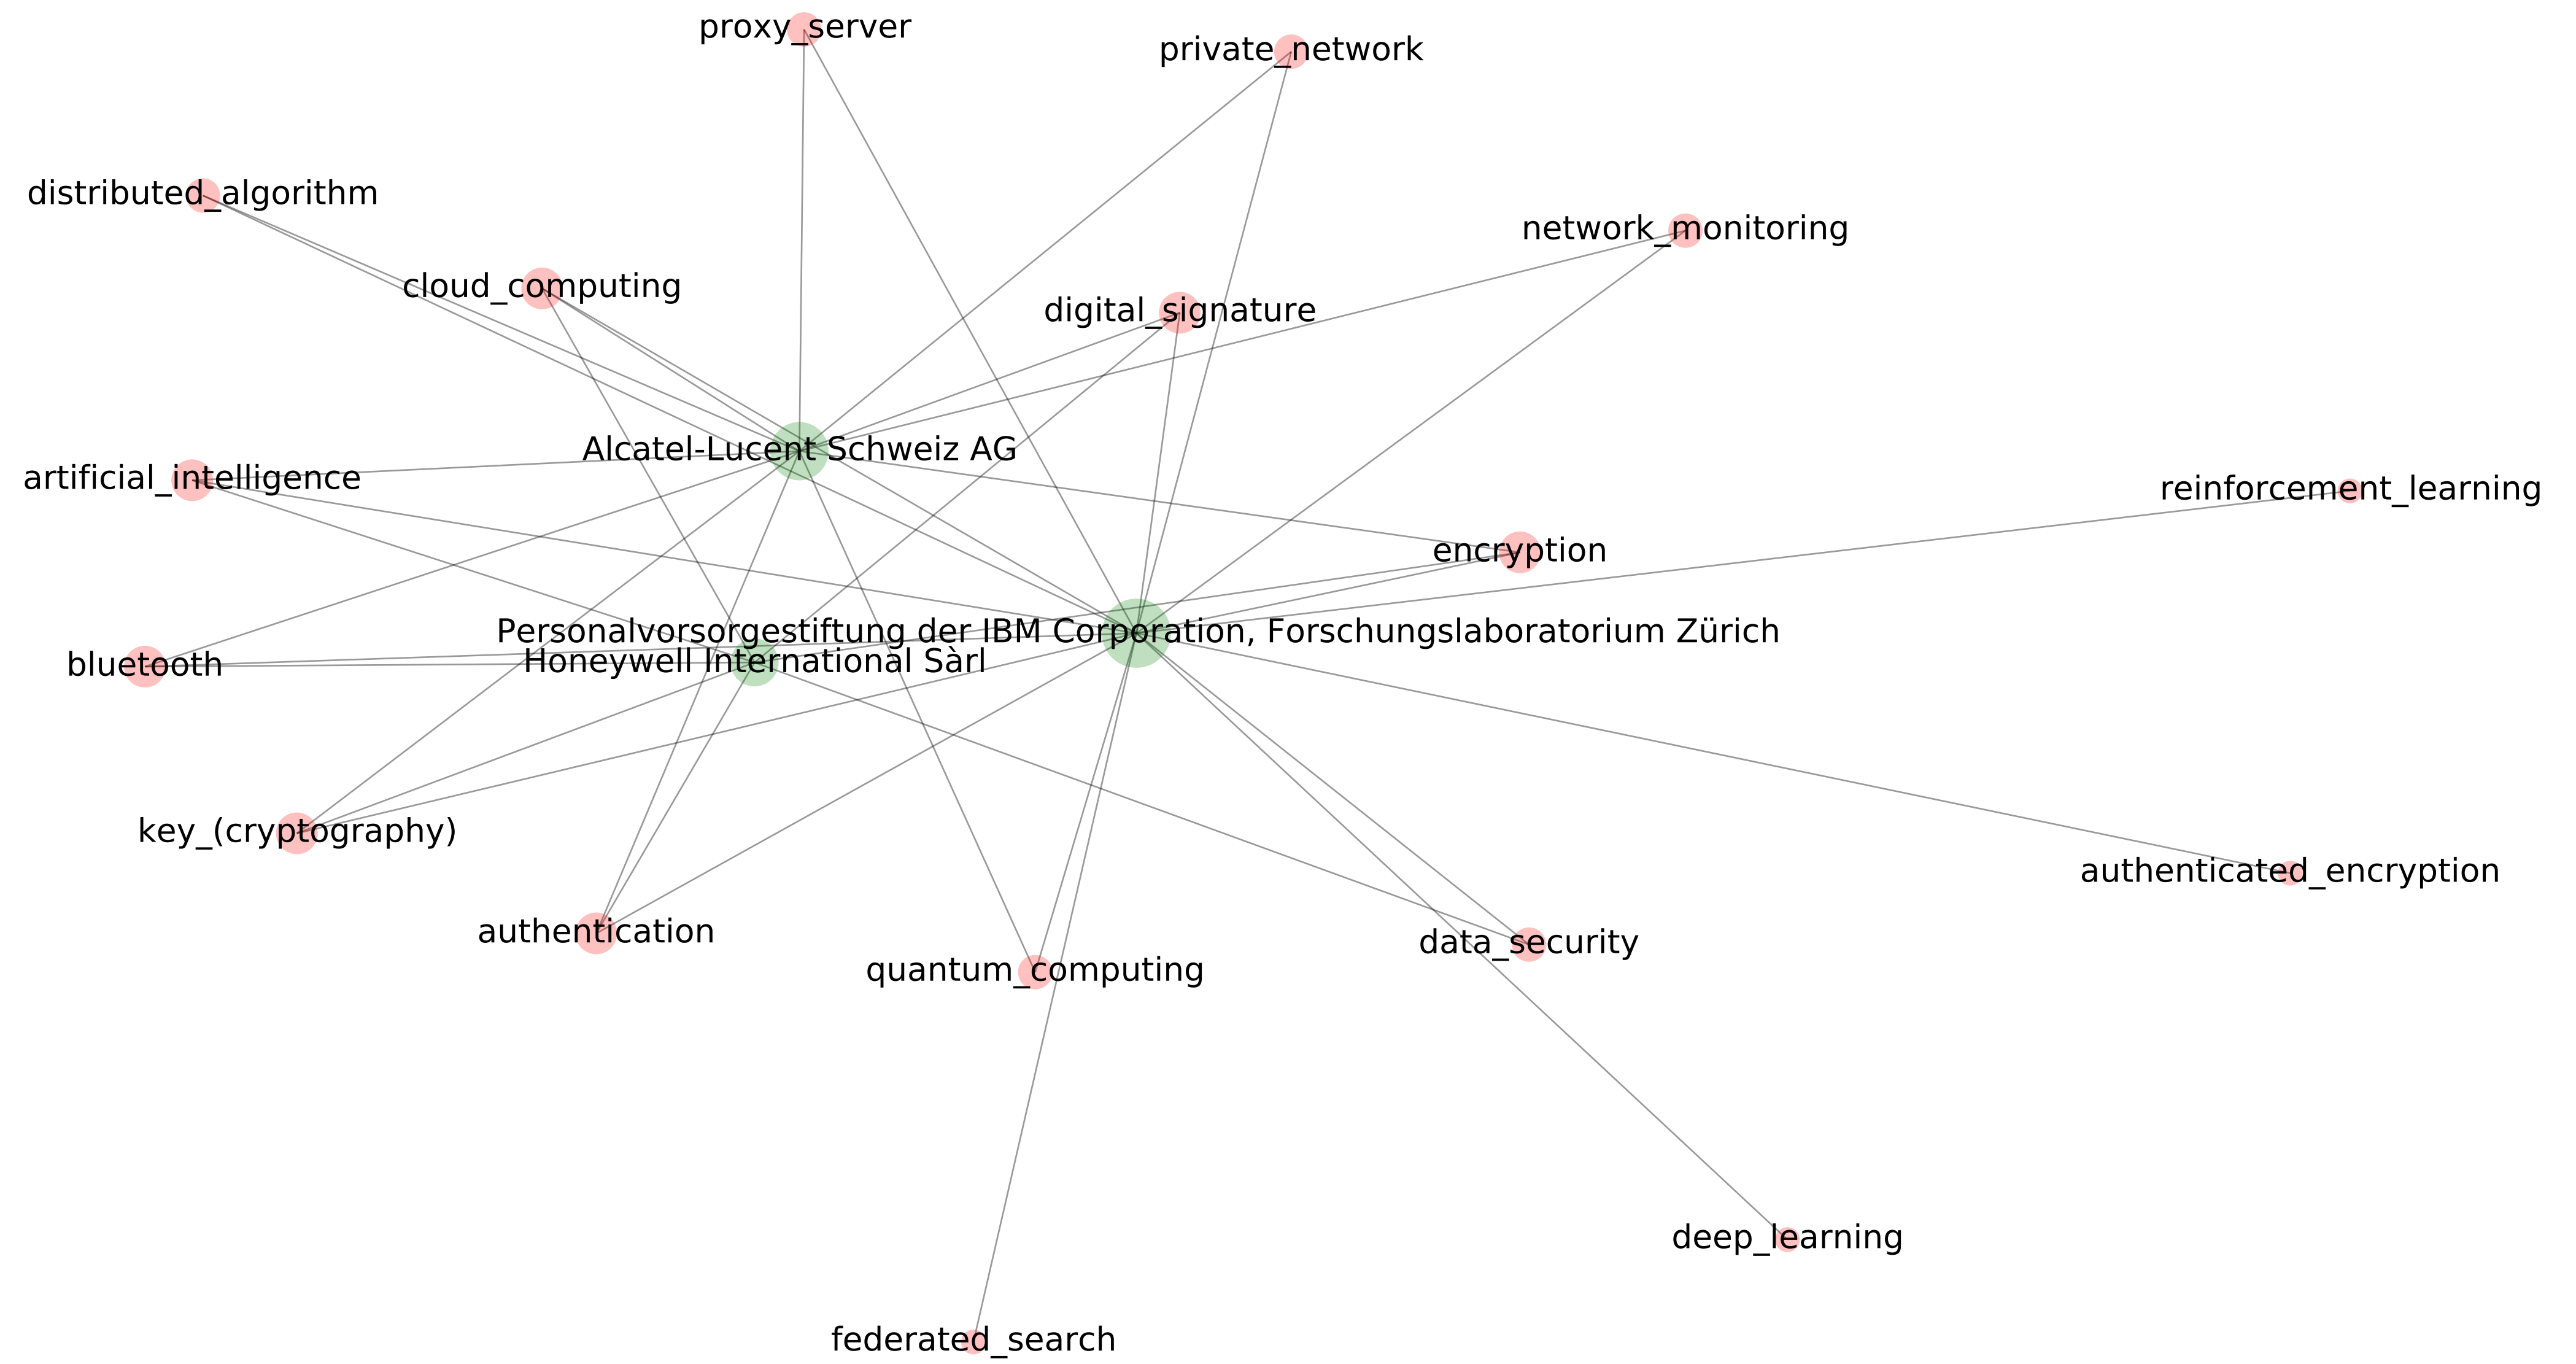 proxy_server
private_network
distributed_algorithm
network_monitoring
cloud_computing
digital_signature
Alcatel-Lucent Schweiz AG
artificial_intelligence
reinforcement_learning
encryption
Personalvorsorgestiftung der IBM Corporation, Forschungslaboratorium Zürich
Honeywell International Sàrl
bluetooth
key_(cryptography)
authenticated_encryption
authentication
data_security
quantum_computing
deep_learning
federated_search